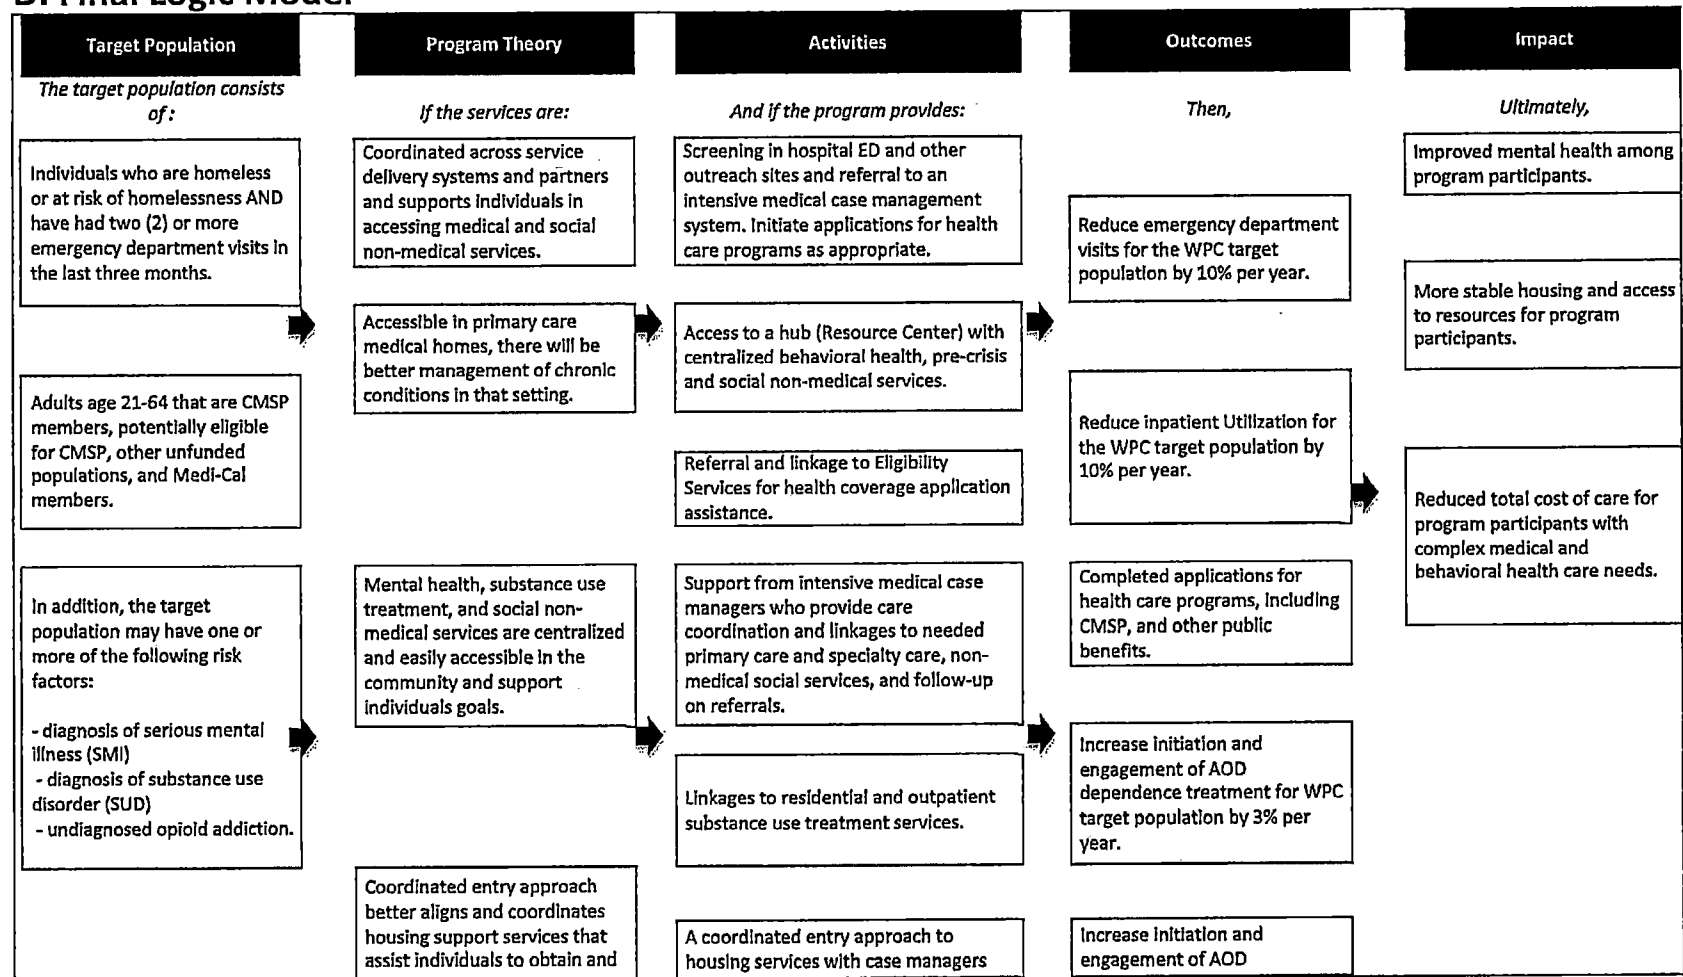 D. Final Logic Model
Target Population
The target population consists
of:
Individuals who are homeless
or at risk of homelessness AND
have had two (2) or more
emergency department visits in
the last three months.
Adults age 21-64 that are CMSP
members, potentially eligible
for CMSP, other unfunded
populations, and Medi-Cal
members.
In addition, the target
population may have one or
more of the following risk
factors:
- diagnosis of serious mental
illness (SMI)
- diagnosis of substance use
disorder (SUD)
- undiagnosed opioid addiction.
Program Theory
If the services are:
Coordinated across service
delivery systems and partners
and supports individuals in
accessing medical and social
non-medical services.
Accessible in primary care
medical homes, there will be
better management of chronic
conditions in that setting.
Mental health, substance use
treatment, and social non-
medical services are centralized
and easily accessible in the
community and support
individuals goals.
Coordinated entry approach
better aligns and coordinates
housing support services that
assist individuals to obtain and
Activities
And if the program provides:
Screening in hospital ED and other
outreach sites and referral to an
intensive medical case management
system. Initiate applications for health
care programs as appropriate.
Access to a hub (Resource Center) with
centralized behavioral health, pre-crisis
and social non-medical services.
Referral and linkage to Eligibility
Services for health coverage application
assistance.
Support from intensive medical case
managers who provide care
coordination and linkages to needed
primary care and specialty care, non-
medical social services, and follow-up
on referrals.
Linkages to residential and outpatient
substance use treatment services.
A coordinated entry approach to
housing services with case managers
Outcomes
Then,
Reduce emergency department
visits for the WPC target
population by 10% per year.
Reduce inpatient Utilization for
the WPC target population by
10% per year.
Completed applications for
health care programs, including
CMSP, and other public
benefits.
Increase initiation and
engagement of AOD
dependence treatment for WPC
target population by 3% per
year.
Increase initiation and
engagement of AOD
Impact
Ultimately,
Improved mental health among
program participants.
More stable housing and access
to resources for program
participants.
Reduced total cost of care for
program participants with
complex medical and
behavioral health care needs.